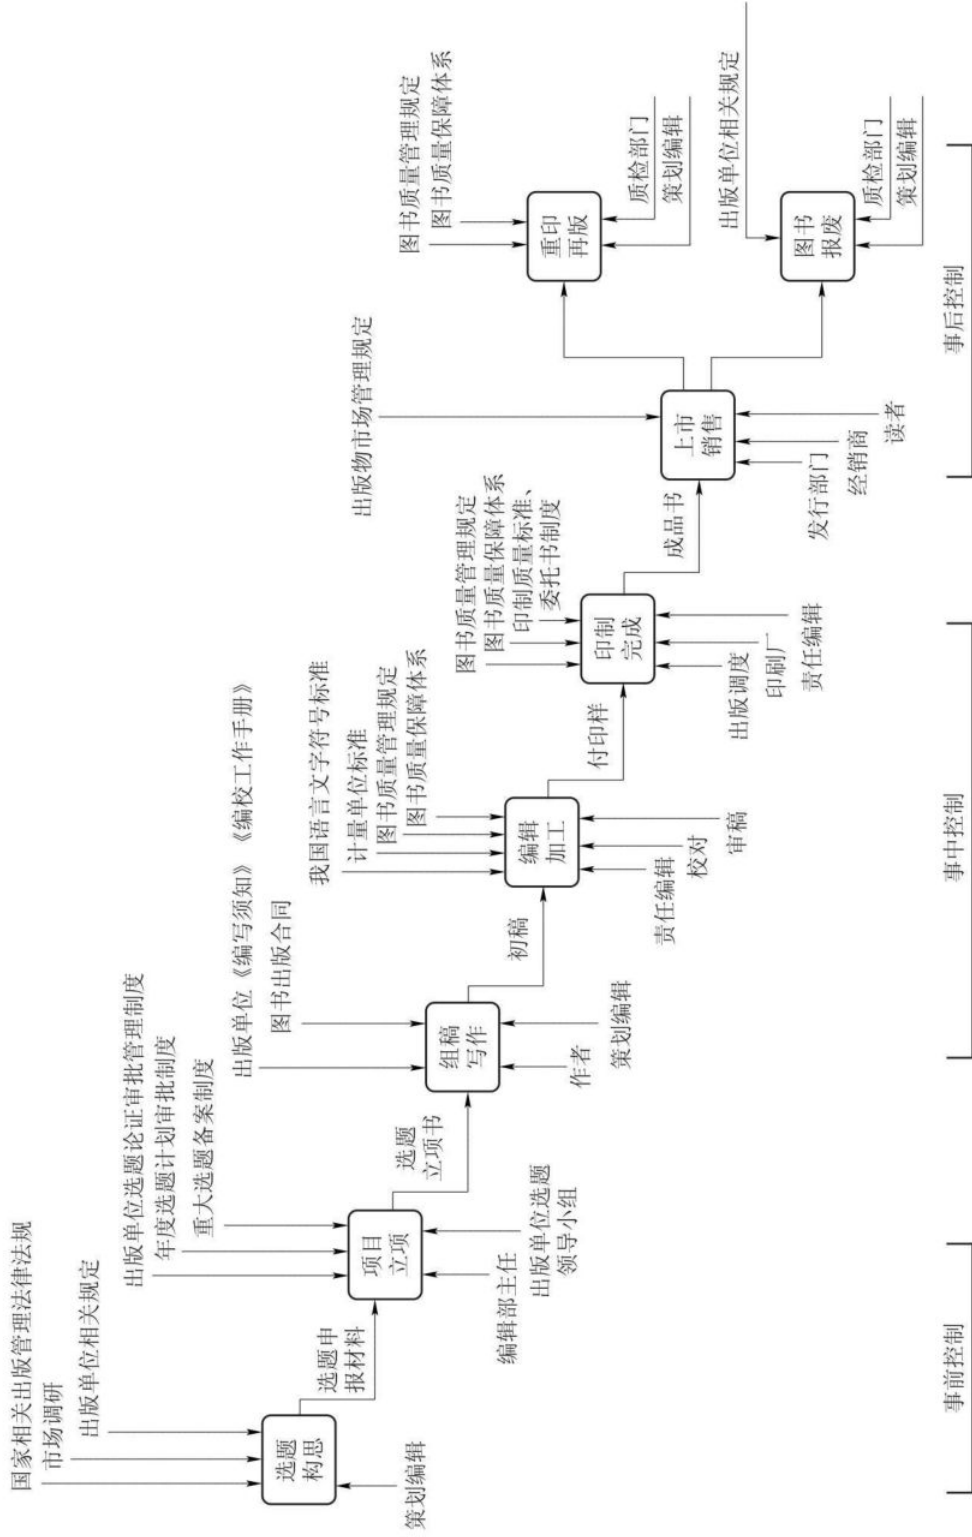 国家相关出版管理法律法规
市场调研
出版单位相关规定
选题
构思
策划编辑
选题申
报材料
出版单位选题论证审批管理制度
年度选题计划审批制度
重大选题备案制度
项目
立项
编辑部主任
出版单位选题
领导小组
选题
立项书
出版单位《编写须知》《编校工作手册》
图书出版合同
组稿
写作
作者
策划编辑
初稿
我国语言文字符号标准
计量单位标准
图书质量管理规定
图书质量保障体系
编辑
加工
责任编辑
校对
审稿
付印样
图书质量管理规定
图书质量保障体系
印制质量标准、
委托书制度
印制
完成
出版调度
印刷厂
责任编辑
成品书
出版物市场管理规定
上市
销售
发行部门
经销商
读者
图书质量管理规定
图书质量保障体系
重印
再版
质检部门
策划编辑
出版单位相关规定
图书
报废
质检部门
策划编辑
事前控制
事中控制
事后控制